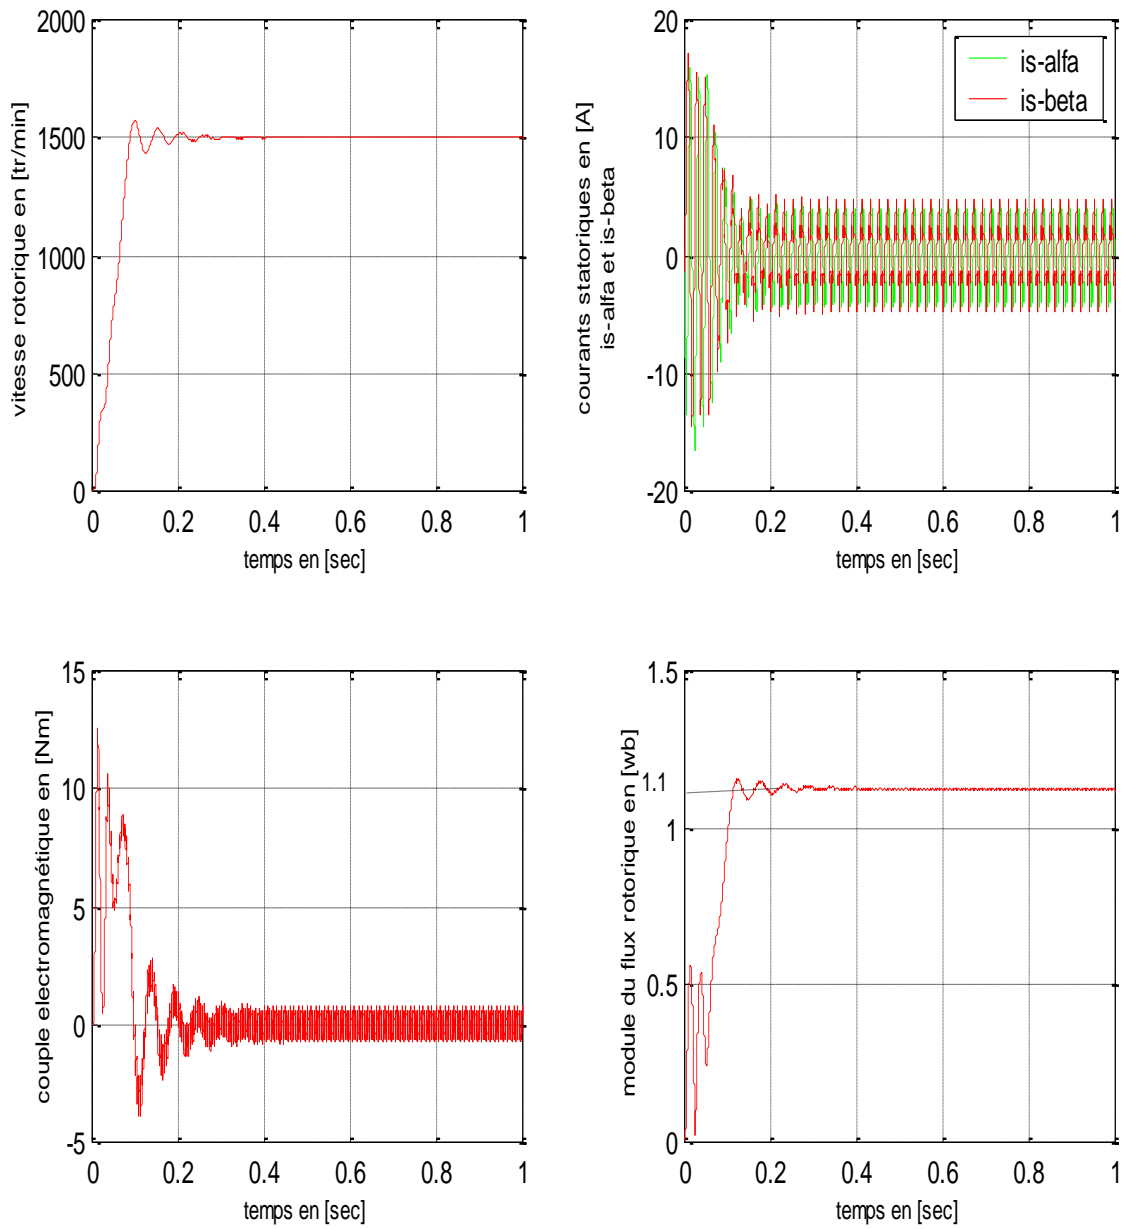 2000
1500
1000
500
0
vitesse rotorique en [tr/min]
0 0.2 0.4 0.6 0.8 1
temps en [sec]
20
10
0
-10
-20
courants statoriques en [A]
is-alfa et is-beta
is-alfa
is-beta
0 0.2 0.4 0.6 0.8 1
temps en [sec]
15
10
5
0
-5
couple electromagnétique en [Nm]
0 0.2 0.4 0.6 0.8 1
temps en [sec]
1.5
1.1
1
0.5
0
module du flux rotorique en [wb]
0 0.2 0.4 0.6 0.8 1
temps en [sec]